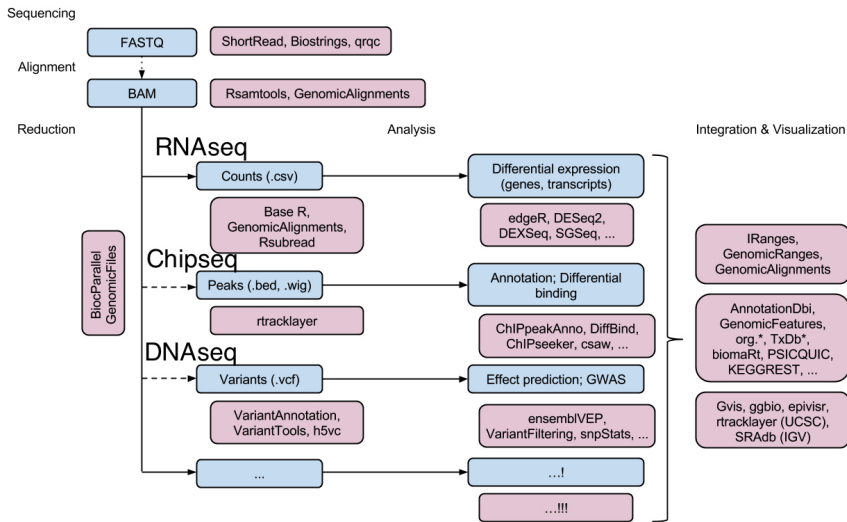 Sequencing
FASTQ
ShortRead, Biostrings, qrqc
Alignment
BAM
Rsamtools, GenomicAlignments
Reduction
Analysis
Integration & Visualization
RNAseq
Counts (.csv)
Differential expression
(genes, transcripts)
Base R,
GenomicAlignments,
Rsubread
edgeR, DESeq2,
DEXSeq, SGSeq, ...
BiocParallel
GenomicFiles
Chipseq
Peaks (.bed, .wig)
Annotation; Differential
binding
rtracklayer
ChIPpeakAnno, DiffBind,
ChIPseeker, csaw, ...
DNAseq
Variants (.vcf)
Effect prediction; GWAS
VariantAnnotation,
VariantTools, h5vc
ensemblVEP,
VariantFiltering, snpStats, ...
...
...!
...!!!
IRanges,
GenomicRanges,
GenomicAlignments
AnnotationDbi,
GenomicFeatures,
org.*, TxDb*,
biomaRt, PSICQUIC,
KEGGREST, ...
Gvis, ggbio, epivisr,
rtracklayer (UCSC),
SRAdb (IGV)